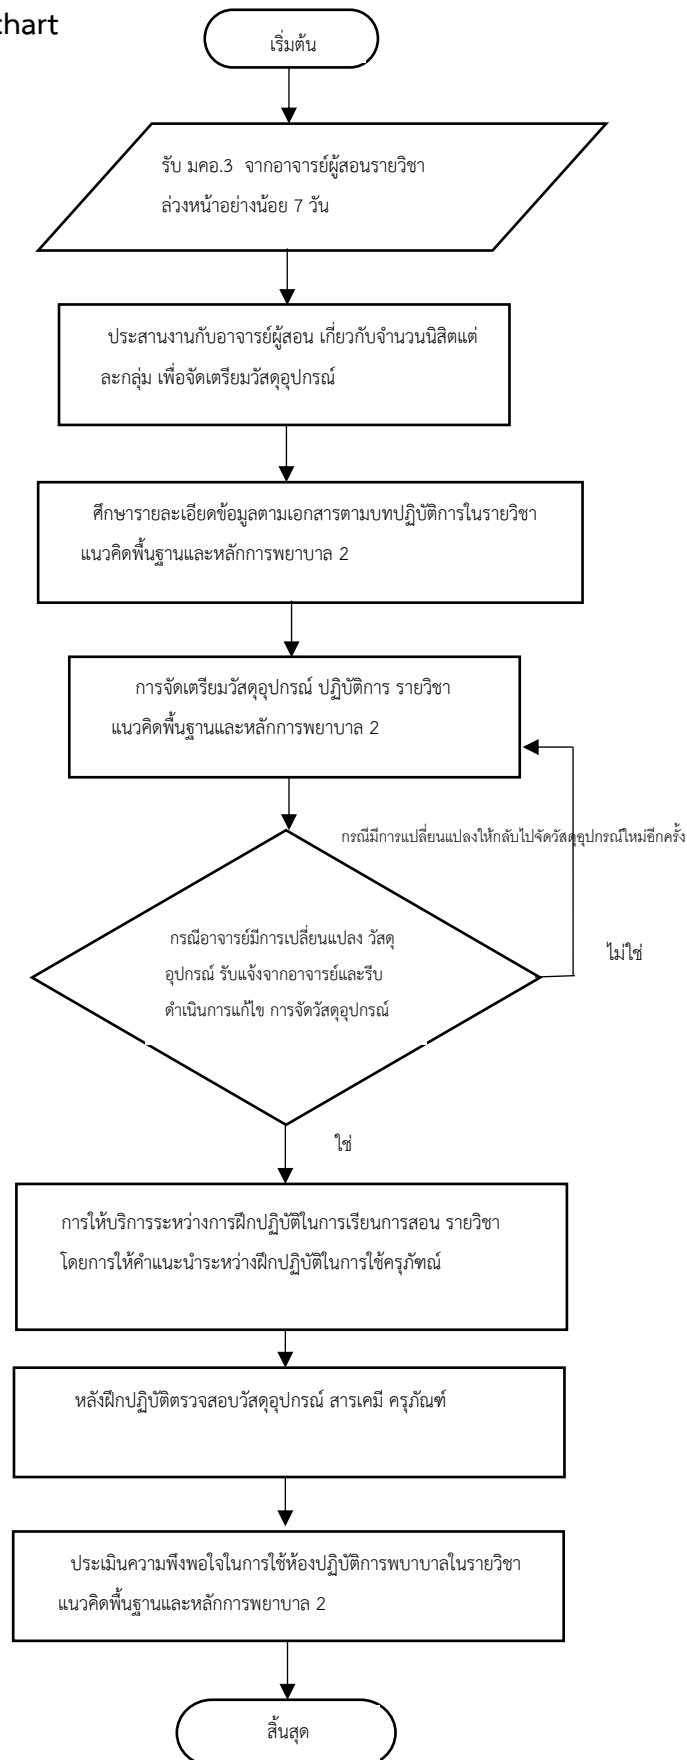 chart
เริ่มต้น
รับ มคอ.3 จากอาจารย์ผู้สอนรายวิชา
ล่วงหน้าอย่างน้อย 7 วัน
ประสานงานกับอาจารย์ผู้สอน เกี่ยวกับจำนวนนิสิตแต่
ละกลุ่ม เพื่อจัดเตรียมวัสดุอุปกรณ์
ศึกษารายละเอียดข้อมูลตามเอกสารตามบทปฏิบัติการในรายวิชา
แนวคิดพื้นฐานและหลักการพยาบาล 2
การจัดเตรียมวัสดุอุปกรณ์ ปฏิบัติการ รายวิชา
แนวคิดพื้นฐานและหลักการพยาบาล 2
กรณีมีการเปลี่ยนแปลงให้กลับไปจัดวัสดุอุปกรณ์ใหม่อีกครั้ง
กรณีอาจารย์มีการเปลี่ยนแปลง วัสดุ
อุปกรณ์ รับแจ้งจากอาจารย์และรีบ
ดำเนินการแก้ไข การจัดวัสดุอุปกรณ์
ไม่ใช่
ใช่
การให้บริการระหว่างการฝึกปฏิบัติในการเรียนการสอน รายวิชา
โดยการให้คำแนะนำระหว่างฝึกปฏิบัติในการใช้ครุภัฑณ์
หลังฝึกปฏิบัติตรวจสอบวัสดุอุปกรณ์ สารเคมี ครุภัณฑ์
ประเมินความพึงพอใจในการใช้ห้องปฏิบัติการพบาบาลในรายวิชา
แนวคิดพื้นฐานและหลักการพยาบาล 2
สิ้นสุด